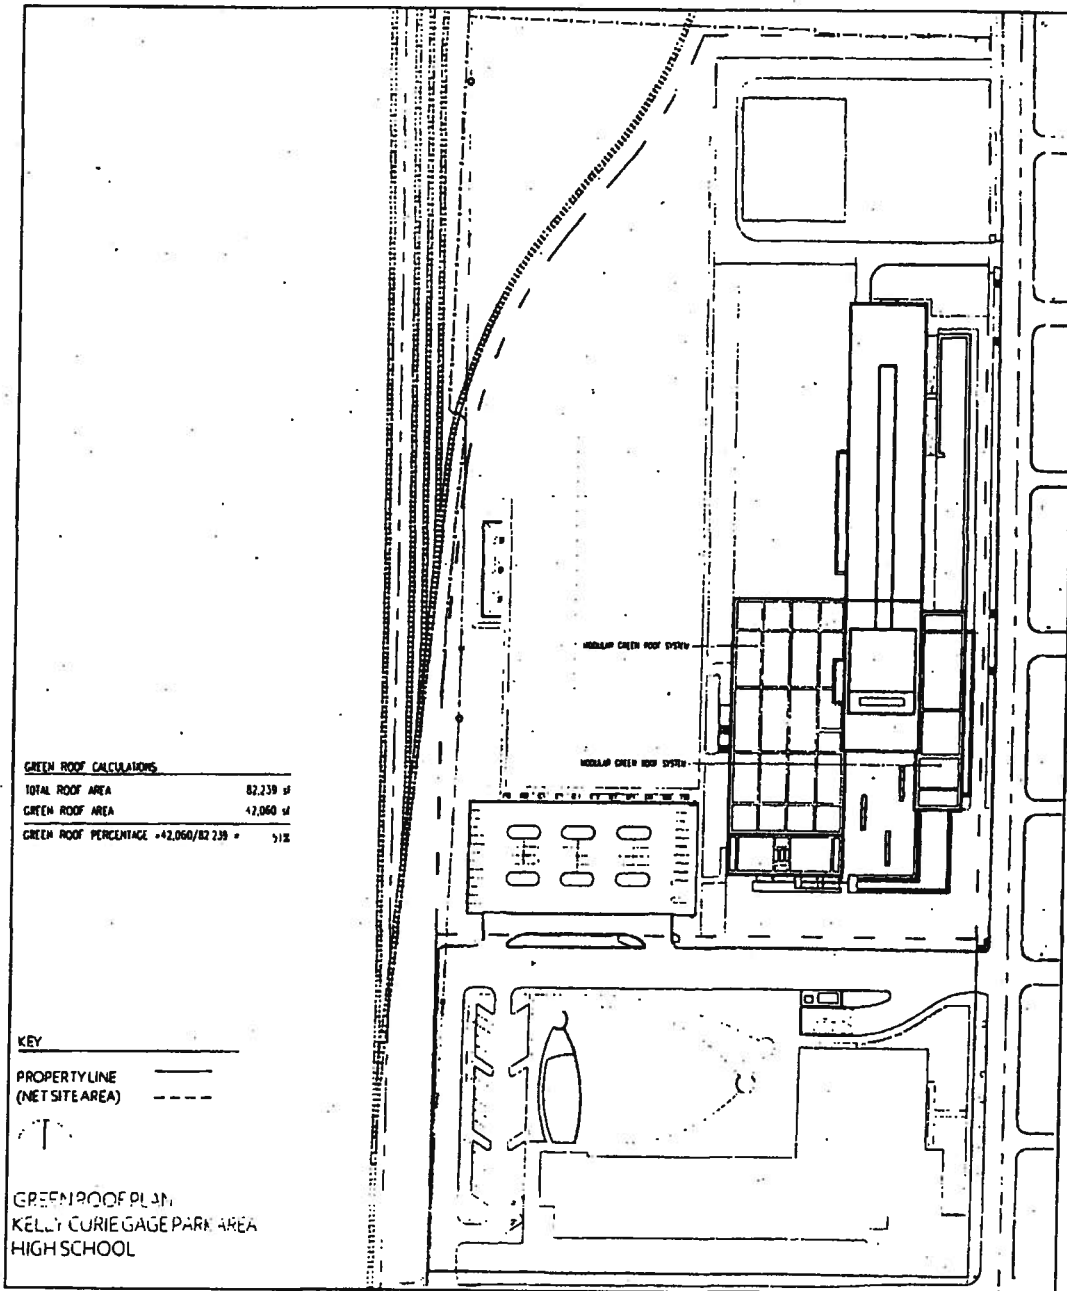 MODULAR GREEN ROOF SYSTEM
MODULAR GREEN ROOF SYSTEM
GREEN ROOF CALCULATIONS
TOTAL ROOF AREA 82,239 sf
GREEN ROOF AREA 42,060 sf
GREEN ROOF PERCENTAGE =42,060/82 239 = 51%
KEY
PROPERTY LINE
(NET SITE AREA)
GREEN ROOF PLAN
KELLY CURIE GAGE PARK AREA
HIGH SCHOOL